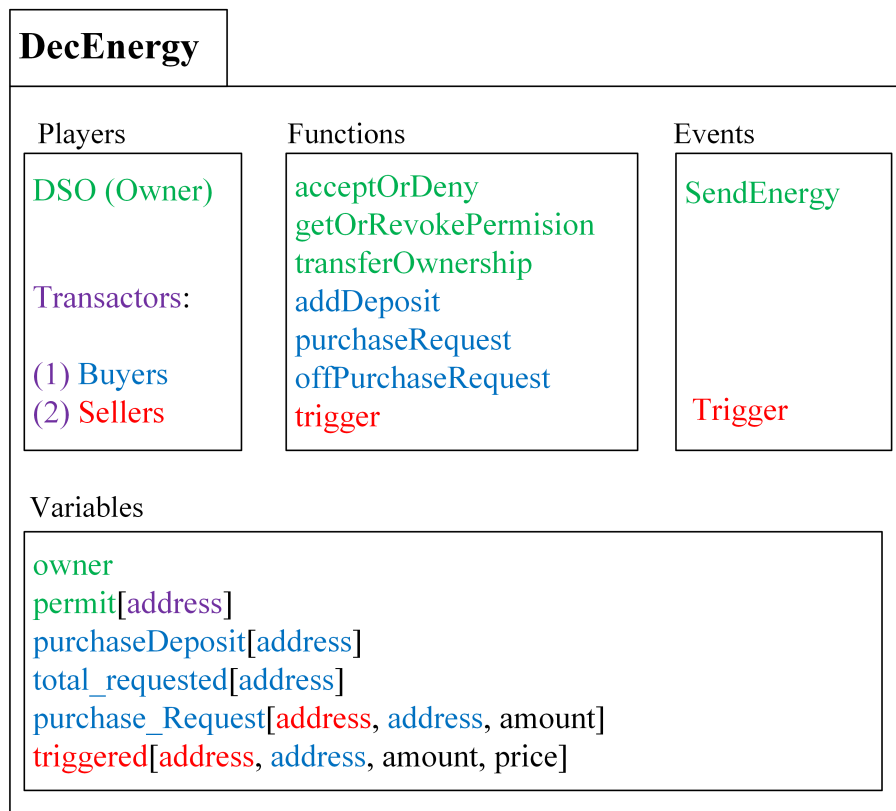 DecEnergy
Players
DSO (Owner)
Transactors:
(1) Buyers
(2) Sellers
Functions
acceptOrDeny
getOrRevokePermision
transferOwnership
addDeposit
purchaseRequest
offPurchaseRequest
trigger
Events
SendEnergy
Trigger
Variables
owner
permit[address]
purchaseDeposit[address]
total_requested[address]
purchase_Request[address, address, amount]
triggered[address, address, amount, price]